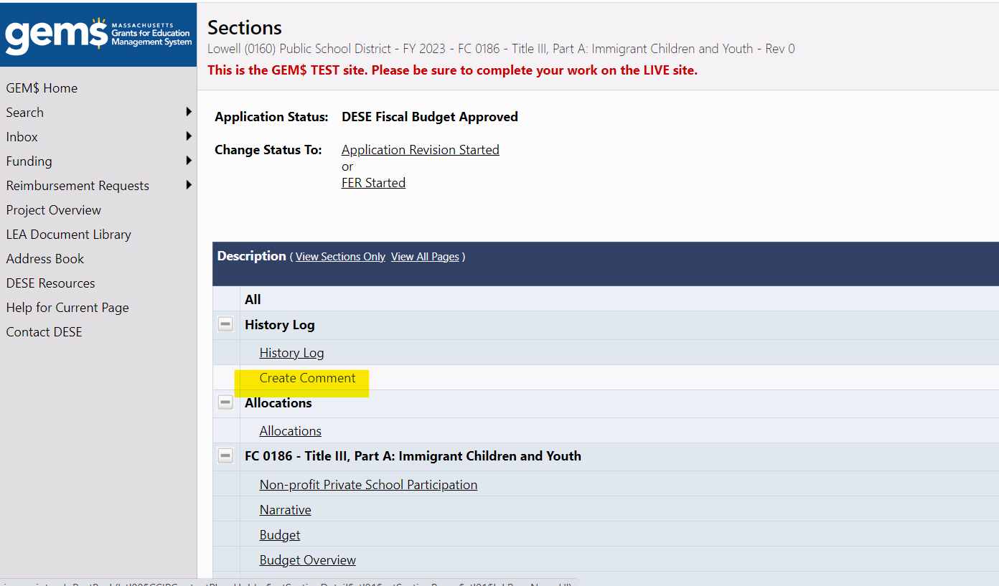 gem$ MASSACHUSETTS
Grants for Education
Management System
GEM$ Home
Search
Inbox
Funding
Reimbursement Requests
Project Overview
LEA Document Library
Address Book
DESE Resources
Help for Current Page
Contact DESE
Sections
Lowell (0160) Public School District - FY 2023 - FC 0186 - Title III, Part A: Immigrant Children and Youth - Rev 0
This is the GEM$ TEST site. Please be sure to complete your work on the LIVE site.
Application Status: DESE Fiscal Budget Approved
Change Status To: Application Revision Started
or
FER Started
Description ( View Sections Only View All Pages )
All
History Log
History Log
Create Comment
Allocations
Allocations
FC 0186 - Title III, Part A: Immigrant Children and Youth
Non-profit Private School Participation
Narrative
Budget
Budget Overview